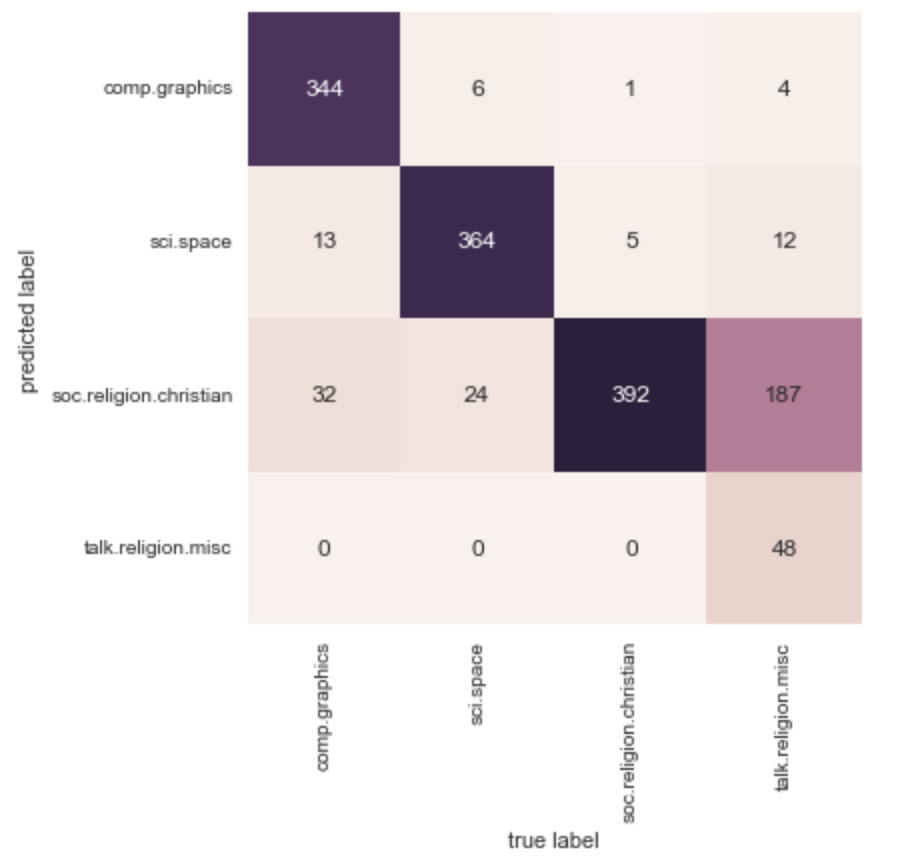 comp.graphics 344 6 1 4
sci.space 13 364 5 12
predicted label
soc.religion.christian 32 24 392 187
talk.religion.misc 0 0 0 48
comp.graphics
sci.space
soc.religion.christian
talk.religion.misc
true label